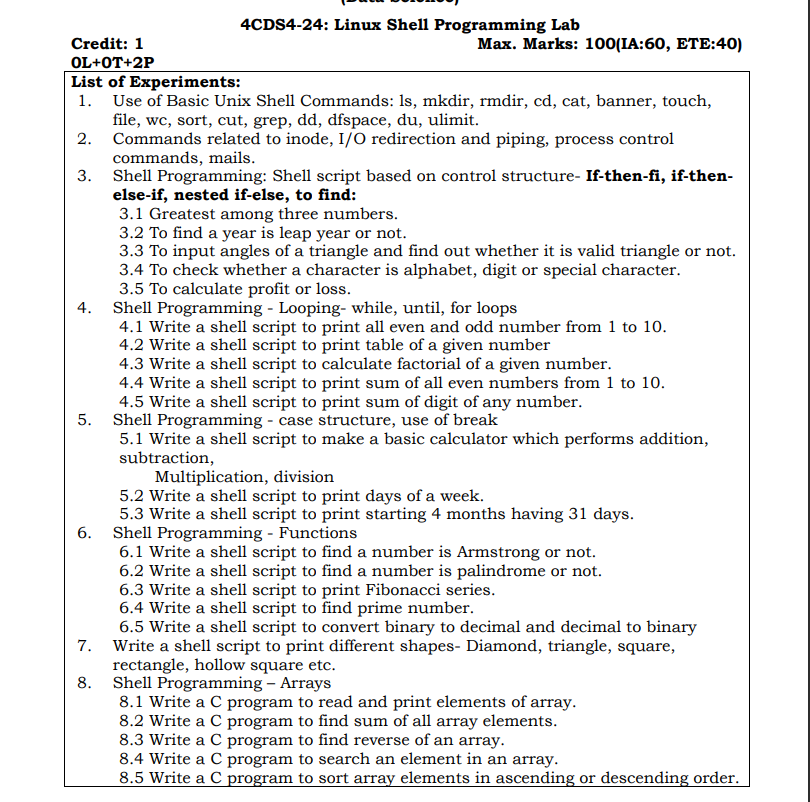 (Data Science)
4CDS4-24: Linux Shell Programming Lab
Credit: 1 Max. Marks: 100(IA:60, ETE:40)
0L+0T+2P
List of Experiments:
1. Use of Basic Unix Shell Commands: ls, mkdir, rmdir, cd, cat, banner, touch,
file, wc, sort, cut, grep, dd, dfspace, du, ulimit.
2. Commands related to inode, I/O redirection and piping, process control
commands, mails.
3. Shell Programming: Shell script based on control structure- If-then-fi, if-then-
else-if, nested if-else, to find:
3.1 Greatest among three numbers.
3.2 To find a year is leap year or not.
3.3 To input angles of a triangle and find out whether it is valid triangle or not.
3.4 To check whether a character is alphabet, digit or special character.
3.5 To calculate profit or loss.
4. Shell Programming - Looping- while, until, for loops
4.1 Write a shell script to print all even and odd number from 1 to 10.
4.2 Write a shell script to print table of a given number
4.3 Write a shell script to calculate factorial of a given number.
4.4 Write a shell script to print sum of all even numbers from 1 to 10.
4.5 Write a shell script to print sum of digit of any number.
5. Shell Programming - case structure, use of break
5.1 Write a shell script to make a basic calculator which performs addition,
subtraction,
Multiplication, division
5.2 Write a shell script to print days of a week.
5.3 Write a shell script to print starting 4 months having 31 days.
6. Shell Programming - Functions
6.1 Write a shell script to find a number is Armstrong or not.
6.2 Write a shell script to find a number is palindrome or not.
6.3 Write a shell script to print Fibonacci series.
6.4 Write a shell script to find prime number.
6.5 Write a shell script to convert binary to decimal and decimal to binary
7. Write a shell script to print different shapes- Diamond, triangle, square,
rectangle, hollow square etc.
8. Shell Programming – Arrays
8.1 Write a C program to read and print elements of array.
8.2 Write a C program to find sum of all array elements.
8.3 Write a C program to find reverse of an array.
8.4 Write a C program to search an element in an array.
8.5 Write a C program to sort array elements in ascending or descending order.